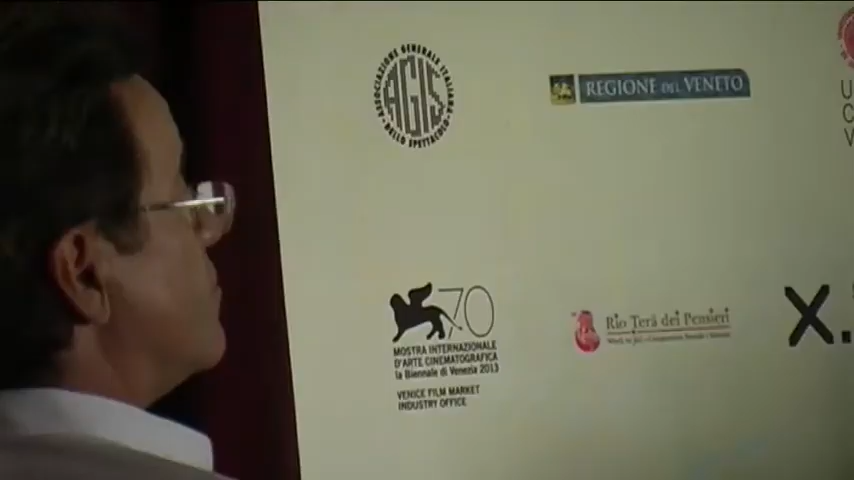 ASSOCIAZIONE GENERALE ITALIANA
AGIS
DELLO SPETTACOLO
REGIONE DEL VENETO
U
C
V
70
MOSTRA INTERNAZIONALE
D'ARTE CINEMATOGRAFICA
la Biennale di Venezia 2013
VENICE FILM MARKET
INDUSTRY OFFICE
Rio Terà dei Pensieri
X.